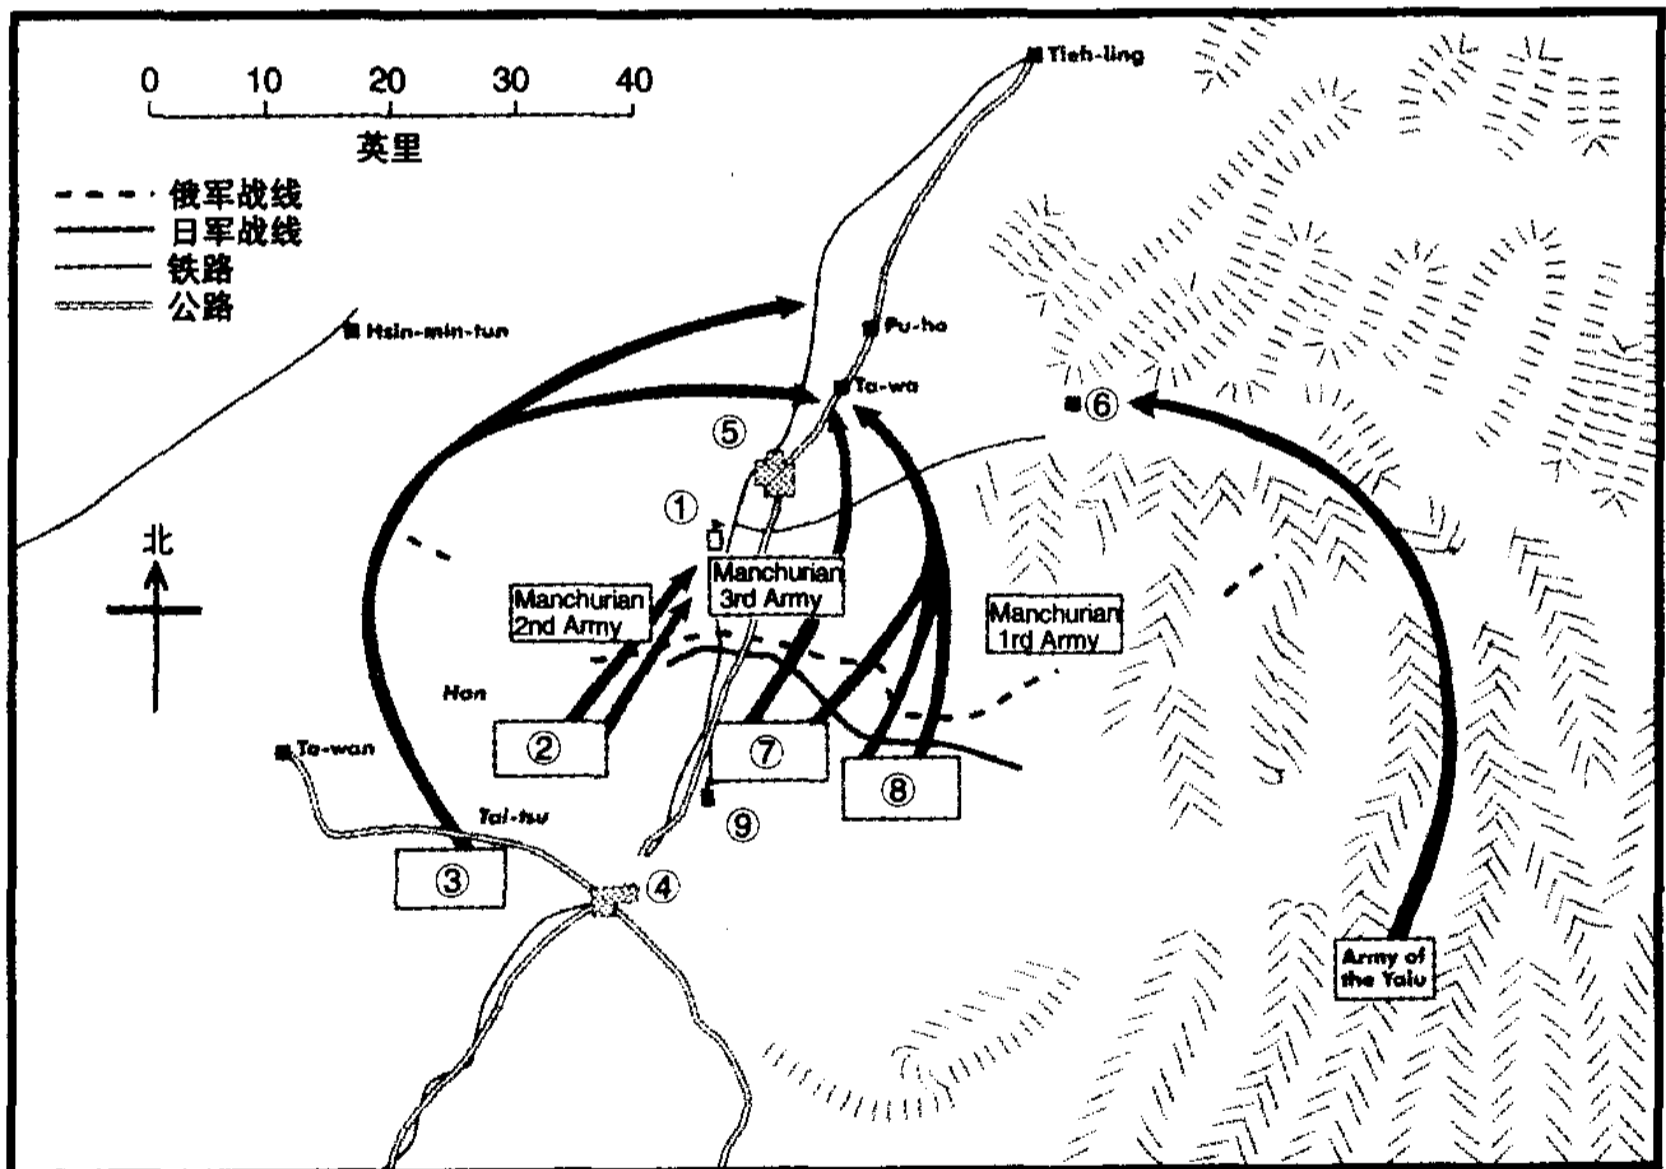 0 10 20 30 40
英里
俄军战线
日军战线
铁路
公路
Tieh-ling
Hsin-min-tun
Pu-ho
Ta-wa
⑤
⑥
①
北
Manchurian
2nd Army
Manchurian
3rd Army
Manchurian
1rd Army
Hon
②
⑦
⑧
Ta-wan
Tai-tsu
⑨
③
④
Army of
the Yalu